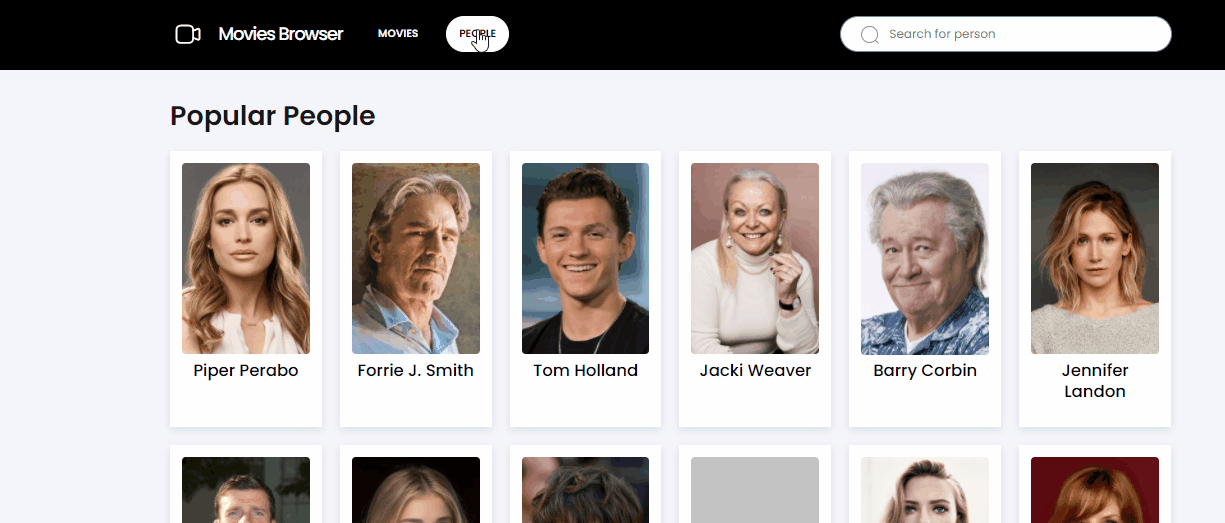 Movies Browser MOVIES PEOPLE Search for person
Popular People
Piper Perabo Forrie J. Smith Tom Holland Jacki Weaver Barry Corbin Jennifer
Landon